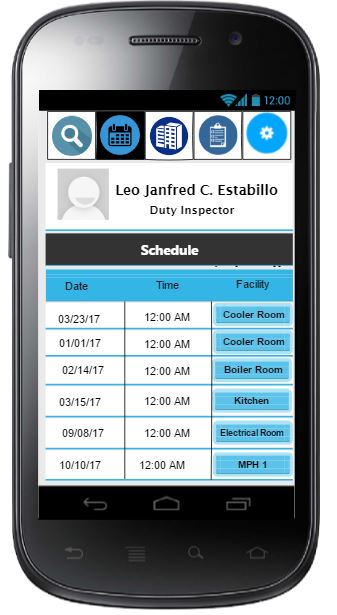 12:00
Leo Janfred C. Estabillo
Duty Inspector
Schedule
Date Time Facility
03/23/17 12:00 AM Cooler Room
01/01/17 12:00 AM Cooler Room
02/14/17 12:00 AM Boiler Room
03/15/17 12:00 AM Kitchen
09/08/17 12:00 AM Electrical Room
10/10/17 12:00 AM MPH 1